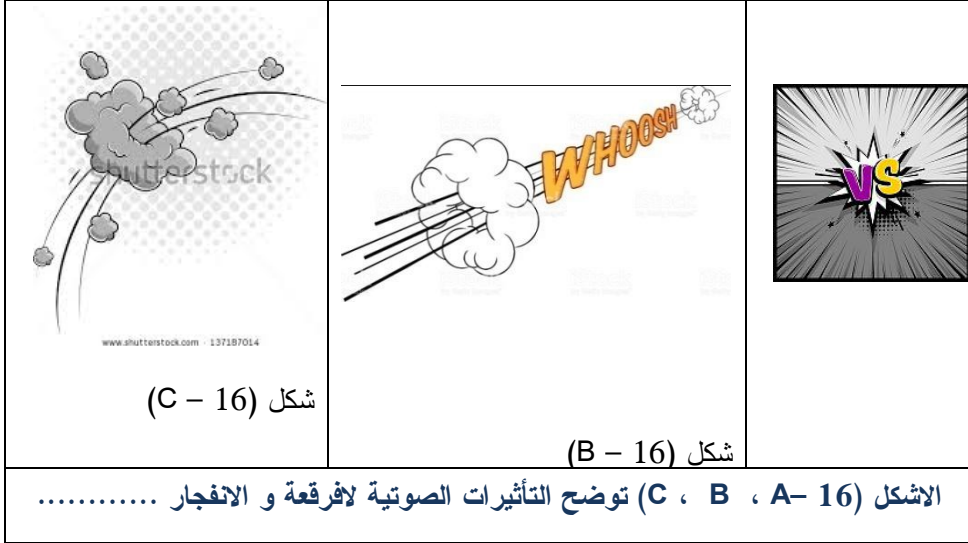 VS
WHOOSH
shutterstock
www.shutterstock.com · 137187014
شكل (16 – B)
شكل (16 – C)
الاشكل (16 –A ، B ، C) توضح التأثيرات الصوتية لافرقعة و الانفجار ............